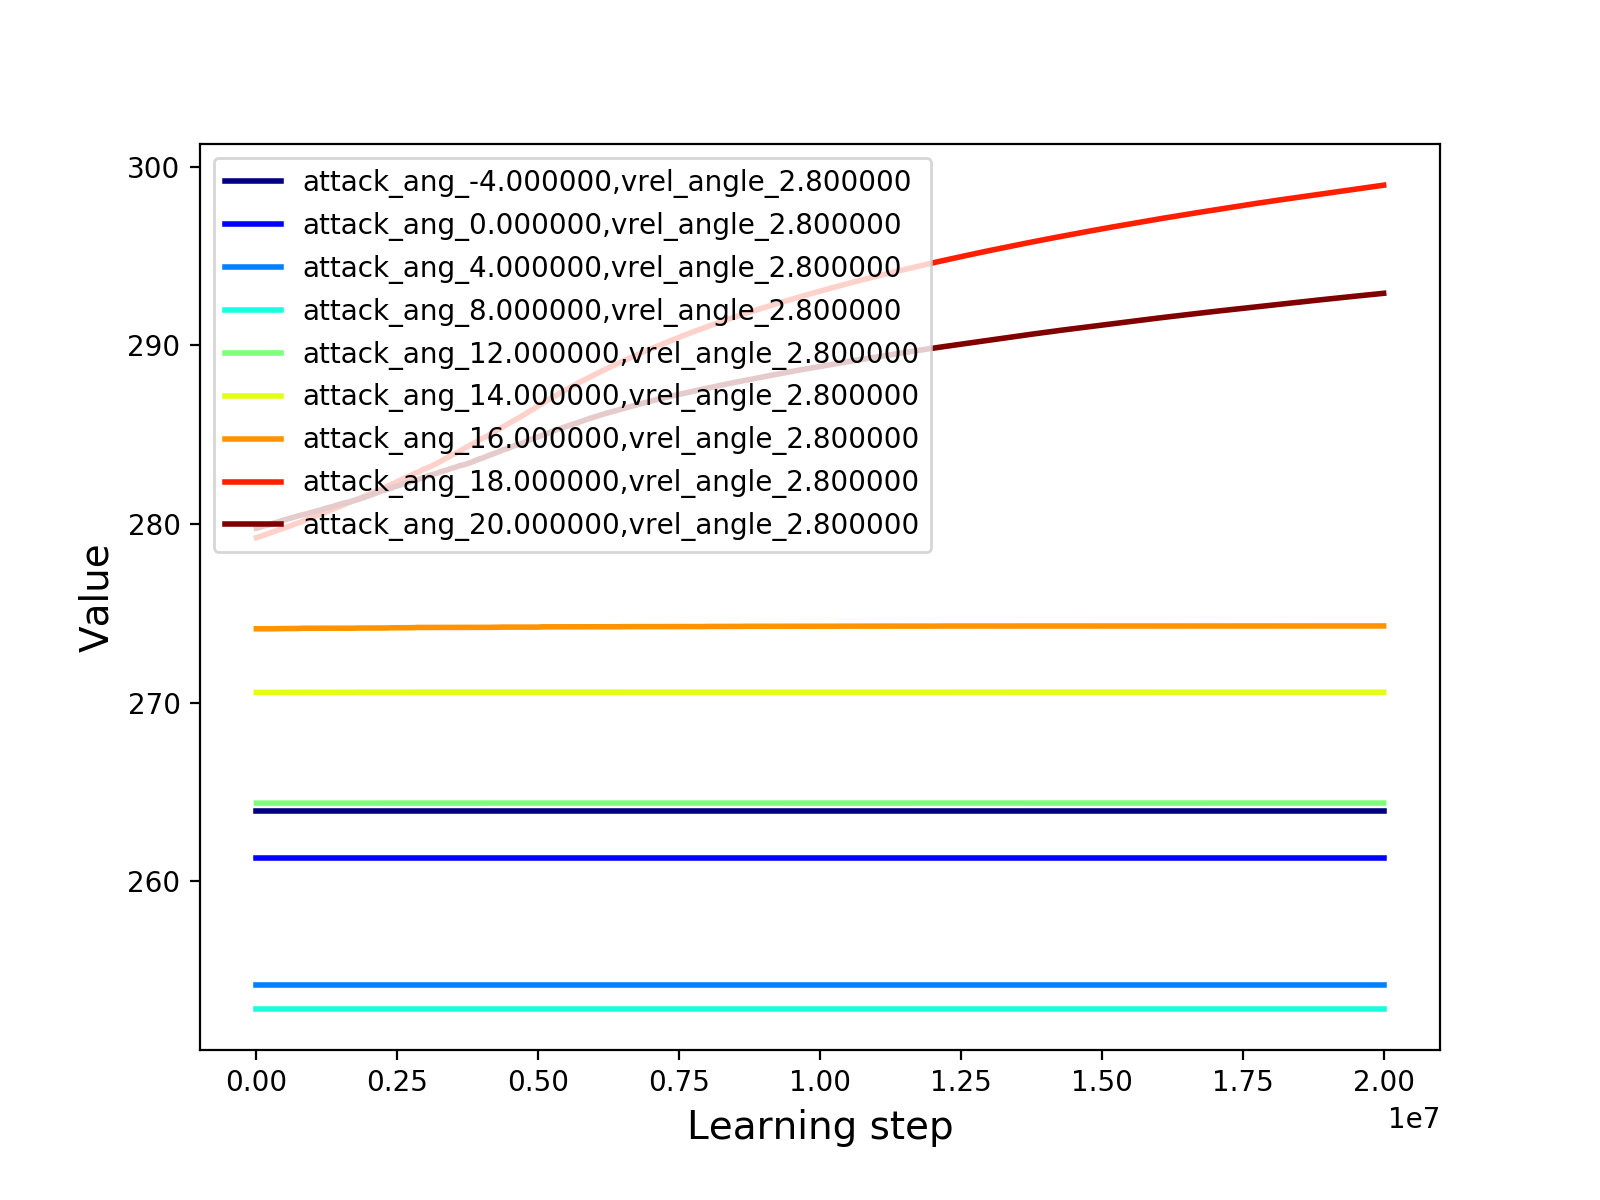 300
290
280
270
260
Value
attack_ang_-4.000000,vrel_angle_2.800000
attack_ang_0.000000,vrel_angle_2.800000
attack_ang_4.000000,vrel_angle_2.800000
attack_ang_8.000000,vrel_angle_2.800000
attack_ang_12.000000,vrel_angle_2.800000
attack_ang_14.000000,vrel_angle_2.800000
attack_ang_16.000000,vrel_angle_2.800000
attack_ang_18.000000,vrel_angle_2.800000
attack_ang_20.000000,vrel_angle_2.800000
0.00 0.25 0.50 0.75 1.00 1.25 1.50 1.75 2.00
1e7
Learning step